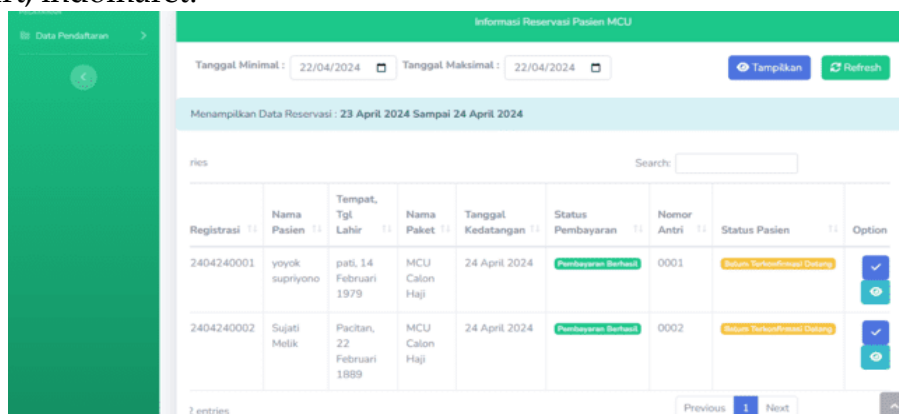 Data Pendaftaran
Informasi Reservasi Pasien MCU
Tanggal Minimal : 22/04/2024 Tanggal Maksimal : 22/04/2024 Tampilkan Refresh
Menampilkan Data Reservasi : 23 April 2024 Sampai 24 April 2024
ries Search:
Registrasi Nama Pasien Tempat, Tgl Lahir Nama Paket Tanggal Kedatangan Status Pembayaran Nomor Antri Status Pasien Option
2404240001 yoyok supriyono pati, 14 Februari 1979 MCU Calon Haji 24 April 2024 Pembayaran Berhasil 0001 Belum Terkonfirmasi Datang
2404240002 Sujati Melik Pacitan, 22 Februari 1889 MCU Calon Haji 24 April 2024 Pembayaran Berhasil 0002 Belum Terkonfirmasi Datang
2 entries Previous 1 Next